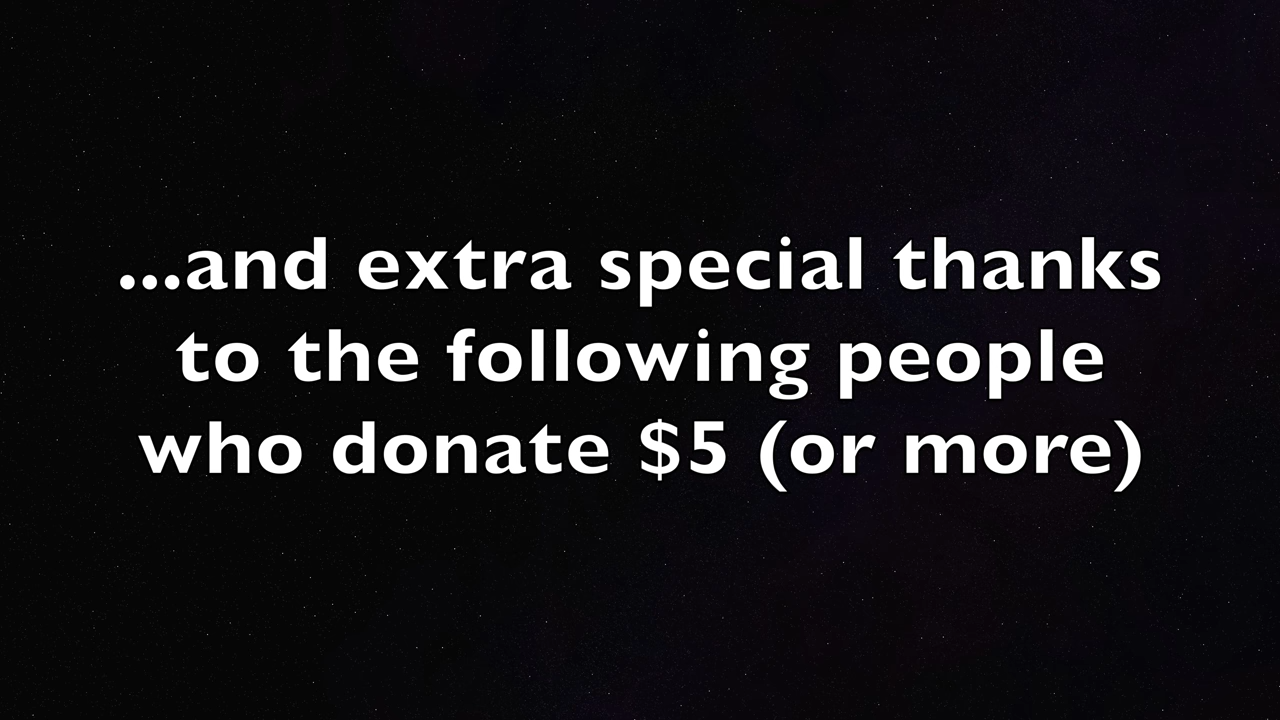 ...and extra special thanks
to the following people
who donate $5 (or more)